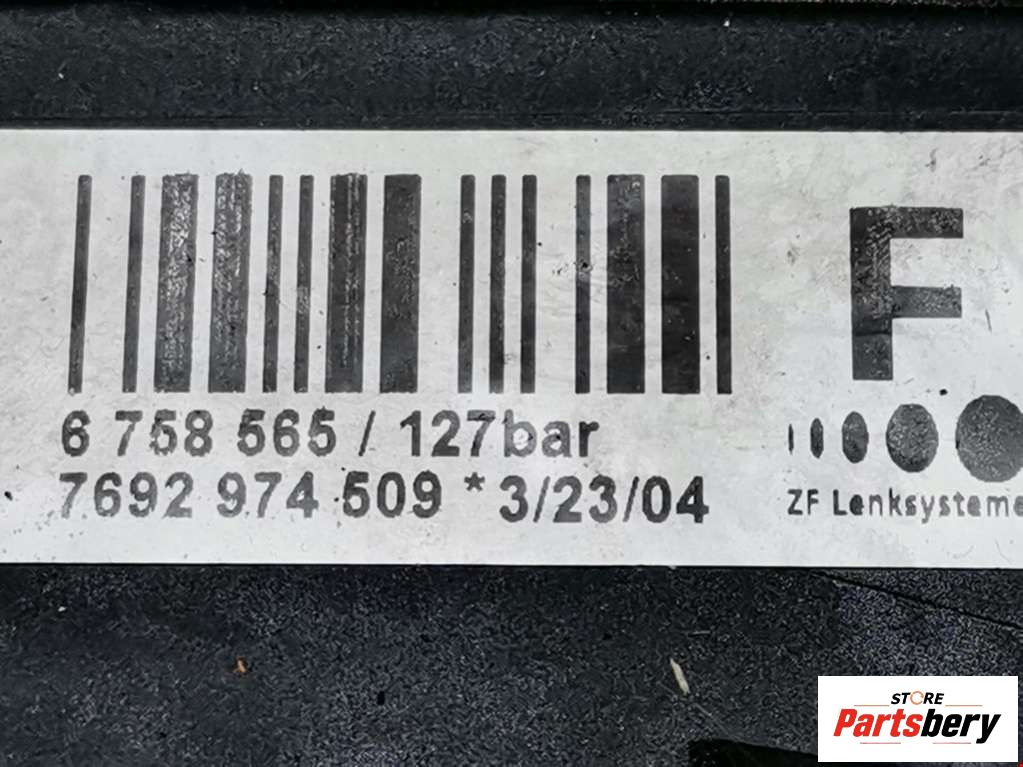 F
6 758 565 / 127bar
7692 974 509 * 3/23/04
ZF Lenksysteme
STORE
Partsbery